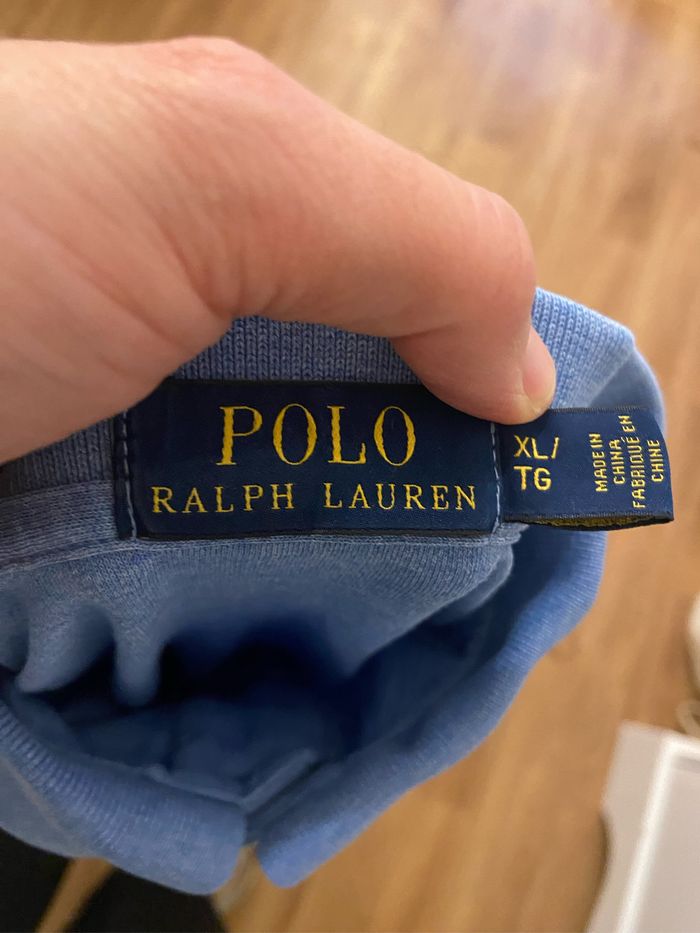 POLO
RALPH LAUREN
XL/
TG
MADE IN
CHINA
FABRIQUÉ EN
CHINE